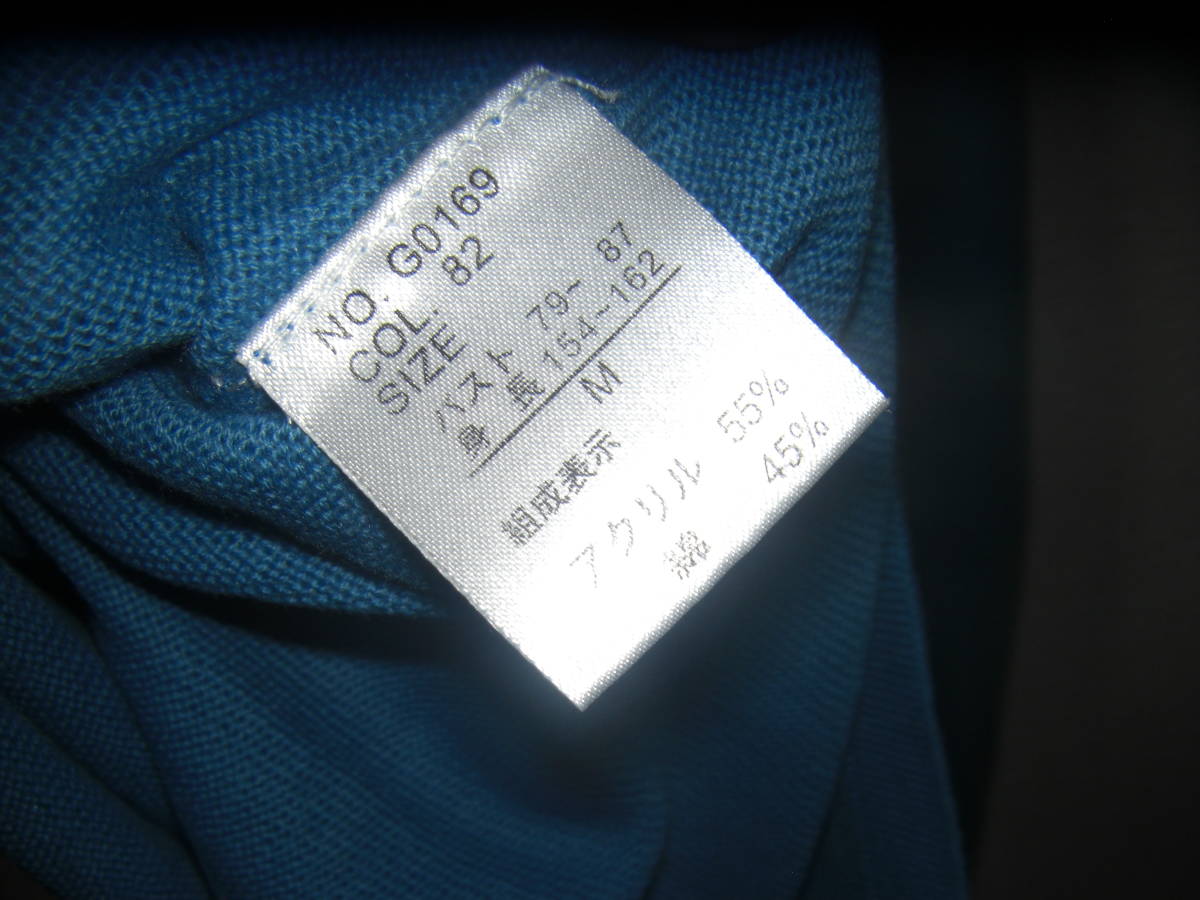 NO. G0169
COL. 82
SIZE
バスト 79- 87
身 長 154-162
M
組成表示
アクリル 55%
綿 45%